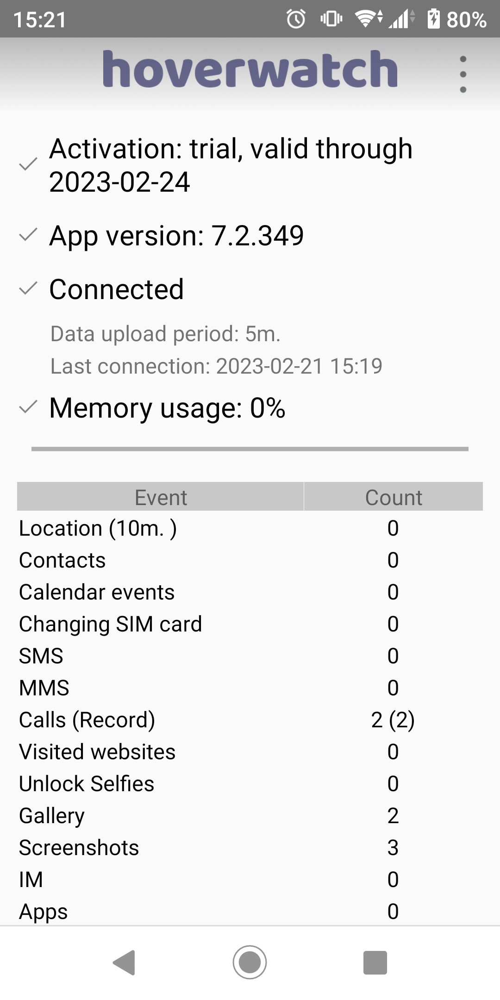 15:21 80%
hoverwatch
Activation: trial, valid through
2023-02-24
App version: 7.2.349
Connected
Data upload period: 5m.
Last connection: 2023-02-21 15:19
Memory usage: 0%
Event Count
Location (10m. ) 0
Contacts 0
Calendar events 0
Changing SIM card 0
SMS 0
MMS 0
Calls (Record) 2 (2)
Visited websites 0
Unlock Selfies 0
Gallery 2
Screenshots 3
IM 0
Apps 0